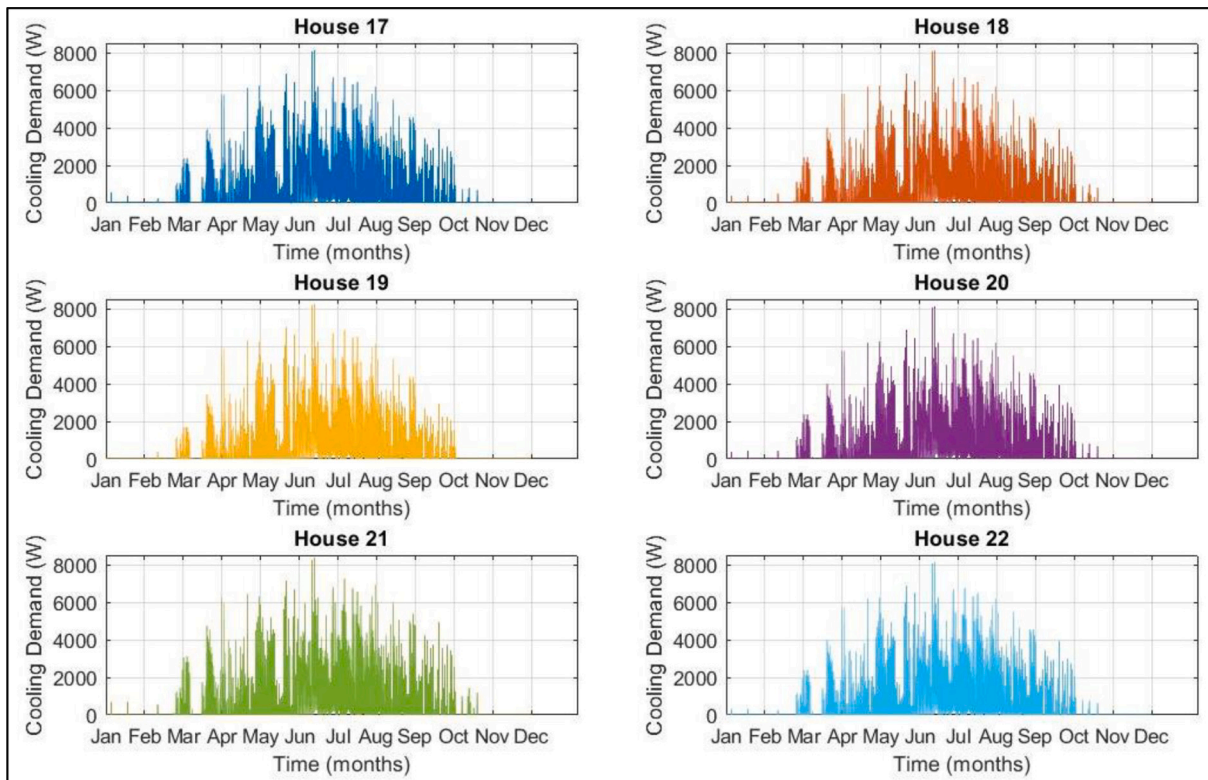 House 17
Cooling Demand (W)
8000
6000
4000
2000
0
Jan Feb Mar Apr May Jun Jul Aug Sep Oct Nov Dec
Time (months)
House 18
Cooling Demand (W)
8000
6000
4000
2000
0
Jan Feb Mar Apr May Jun Jul Aug Sep Oct Nov Dec
Time (months)
House 19
Cooling Demand (W)
8000
6000
4000
2000
0
Jan Feb Mar Apr May Jun Jul Aug Sep Oct Nov Dec
Time (months)
House 20
Cooling Demand (W)
8000
6000
4000
2000
0
Jan Feb Mar Apr May Jun Jul Aug Sep Oct Nov Dec
Time (months)
House 21
Cooling Demand (W)
8000
6000
4000
2000
0
Jan Feb Mar Apr May Jun Jul Aug Sep Oct Nov Dec
Time (months)
House 22
Cooling Demand (W)
8000
6000
4000
2000
0
Jan Feb Mar Apr May Jun Jul Aug Sep Oct Nov Dec
Time (months)